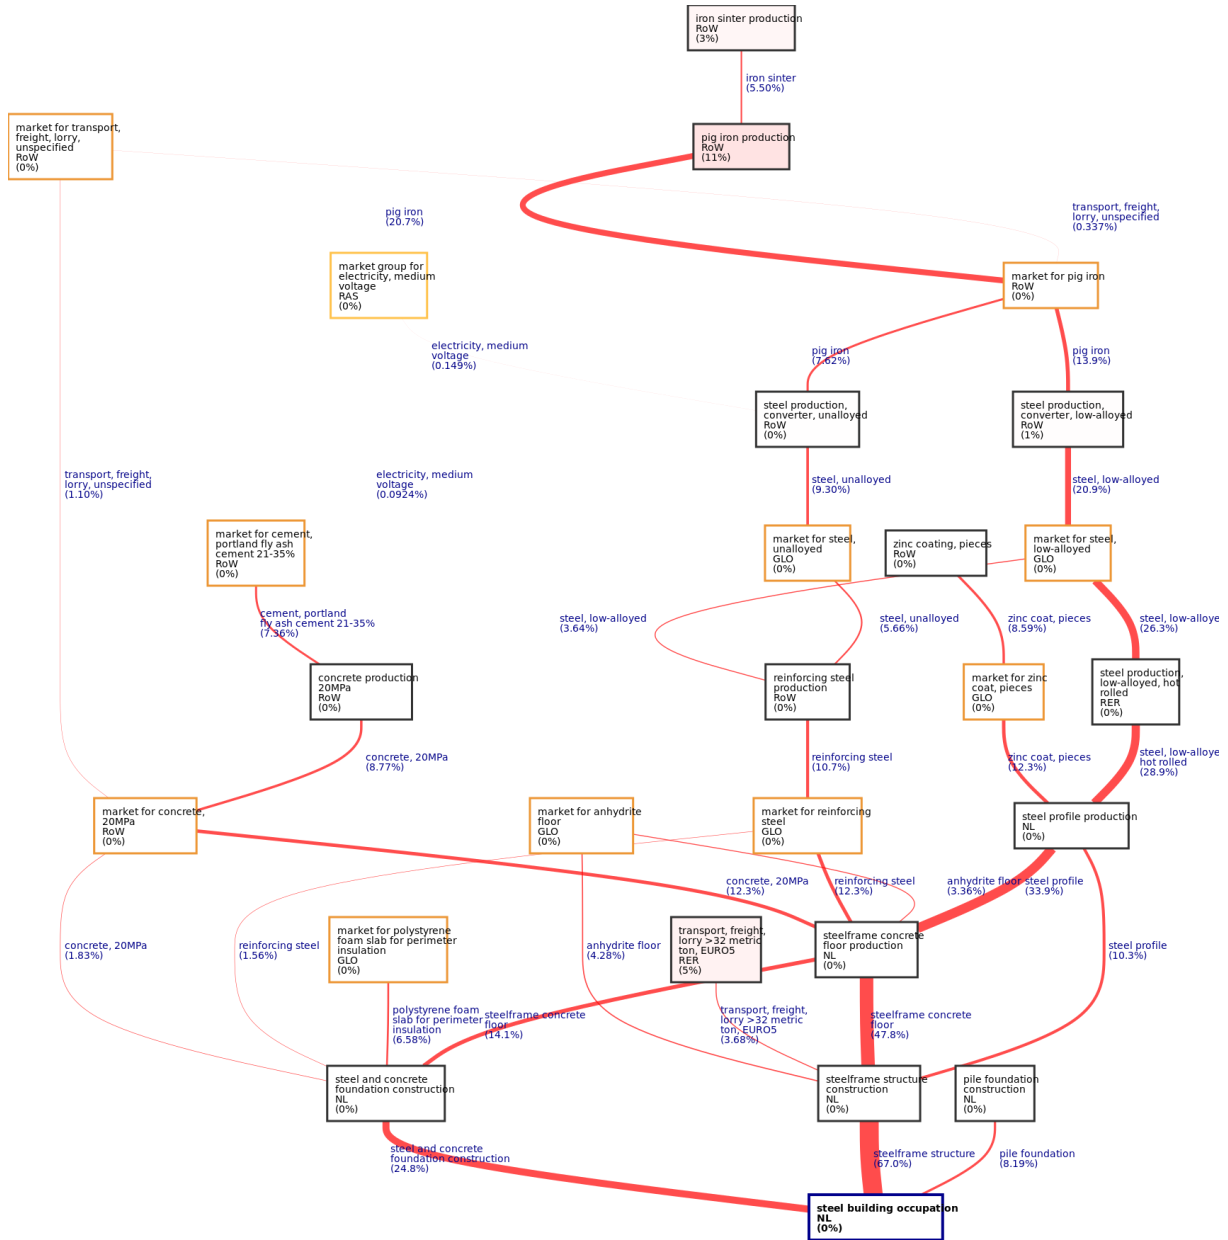 iron sinter production
RoW
(3%)
iron sinter
(5.50%)
market for transport,
freight, lorry,
unspecified
RoW
(0%)
pig iron production
RoW
(11%)
pig iron
(20.7%)
transport, freight,
lorry, unspecified
(0.337%)
market group for
electricity, medium
voltage
RAS
(0%)
market for pig iron
RoW
(0%)
electricity, medium
voltage
(0.149%)
pig iron
(7.62%)
pig iron
(13.9%)
steel production,
converter, unalloyed
RoW
(0%)
steel production,
converter, low-alloyed
RoW
(1%)
transport, freight,
lorry, unspecified
(1.10%)
electricity, medium
voltage
(0.0924%)
steel, unalloyed
(9.30%)
steel, low-alloyed
(20.9%)
market for cement,
portland fly ash
cement 21-35%
RoW
(0%)
market for steel,
unalloyed
GLO
(0%)
zinc coating, pieces
RoW
(0%)
market for steel,
low-alloyed
GLO
(0%)
cement, portland
fly ash cement 21-35%
(7.36%)
steel, low-alloyed
(3.64%)
steel, unalloyed
(5.66%)
zinc coat, pieces
(8.59%)
steel, low-alloye
(26.3%)
concrete production
20MPa
RoW
(0%)
reinforcing steel
production
RoW
(0%)
market for zinc
coat, pieces
GLO
(0%)
steel production,
low-alloyed, hot
rolled
RER
(0%)
concrete, 20MPa
(8.77%)
reinforcing steel
(10.7%)
zinc coat, pieces
(12.3%)
steel, low-alloye
hot rolled
(28.9%)
market for concrete,
20MPa
RoW
(0%)
market for anhydrite
floor
GLO
(0%)
market for reinforcing
steel
GLO
(0%)
steel profile production
NL
(0%)
concrete, 20MPa
(12.3%)
reinforcing steel
(12.3%)
anhydrite floor
(3.36%)
steel profile
(33.9%)
concrete, 20MPa
(1.83%)
reinforcing steel
(1.56%)
market for polystyrene
foam slab for perimeter
insulation
GLO
(0%)
anhydrite floor
(4.28%)
transport, freight,
lorry >32 metric
ton, EURO5
RER
(5%)
steelframe concrete
floor production
NL
(0%)
steel profile
(10.3%)
polystyrene foam
slab for perimeter
insulation
(6.58%)
steelframe concrete
floor
(14.1%)
transport, freight,
lorry >32 metric
ton, EURO5
(3.68%)
steelframe concrete
floor
(47.8%)
steel and concrete
foundation construction
NL
(0%)
steelframe structure
construction
NL
(0%)
pile foundation
construction
NL
(0%)
steel and concrete
foundation construction
(24.8%)
steelframe structure
(67.0%)
pile foundation
(8.19%)
steel building occupation
NL
(0%)